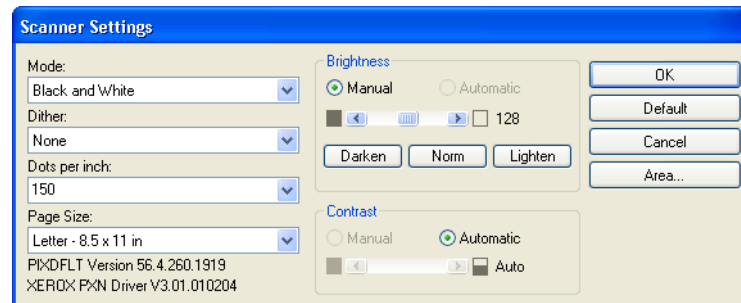 Scanner Settings
Mode:
Black and White
Dither:
None
Dots per inch:
150
Page Size:
Letter - 8.5 x 11 in
PIXDFLT Version 56.4.260.1919
XEROX PXN Driver V3.01.010204
Brightness
Manual Automatic
128
Darken Norm Lighten
Contrast
Manual Automatic
Auto
OK
Default
Cancel
Area...